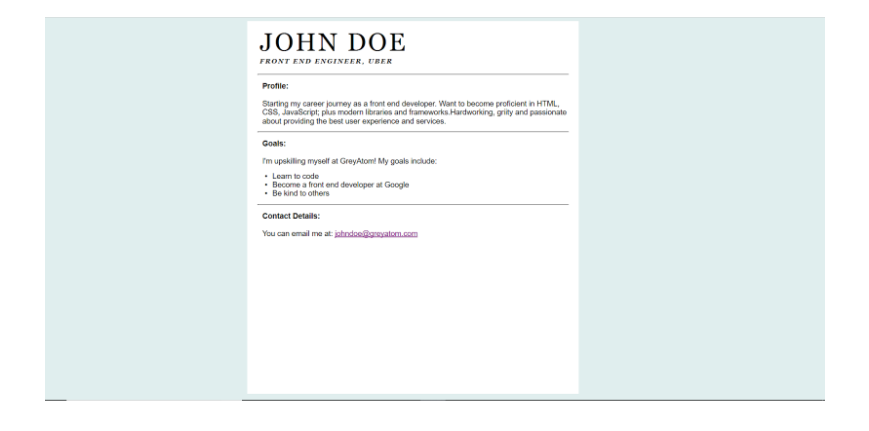 JOHN DOE
FRONT END ENGINEER, UBER
Profile:
Starting my career journey as a front end developer. Want to become proficient in HTML,
CSS, JavaScript; plus modern libraries and frameworks.Hardworking, grity and passionate
about providing the best user experience and services.
Goals:
I'm upskilling myself at GreyAtom! My goals include:
• Learn to code
• Become a front end developer at Google
• Be kind to others
Contact Details:
You can email me at: johndoe@greyatom.com